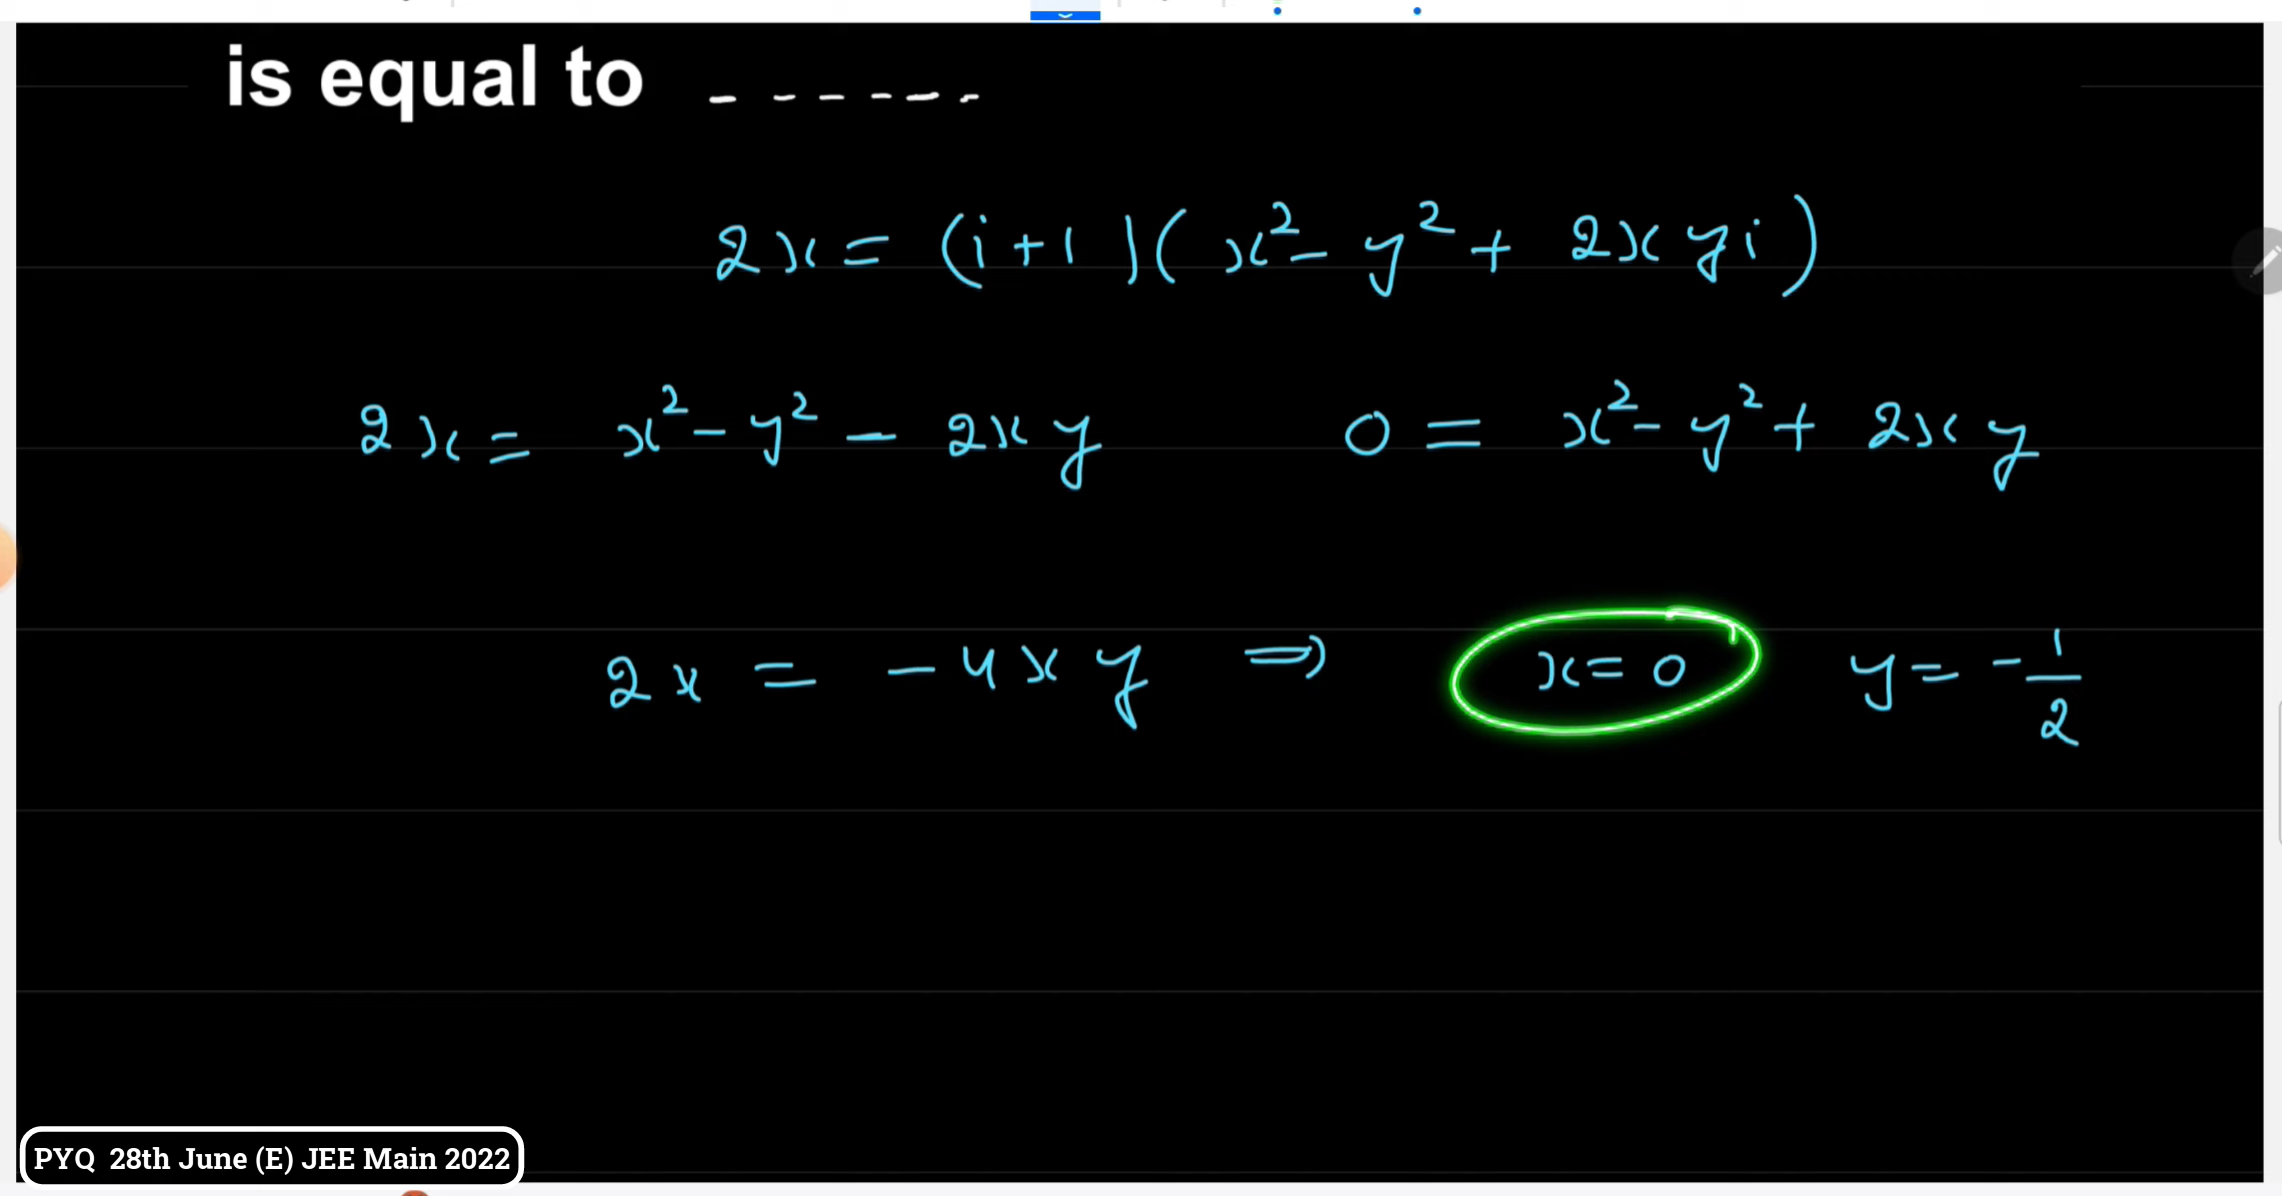 is equal to ------
2x = (i+1)(x² - y² + 2xyi)
2x = x² - y² - 2xy 0 = x² - y² + 2xy
2x = -4xy ⇒ x = 0 y = -1/2
PYQ 28th June (E) JEE Main 2022